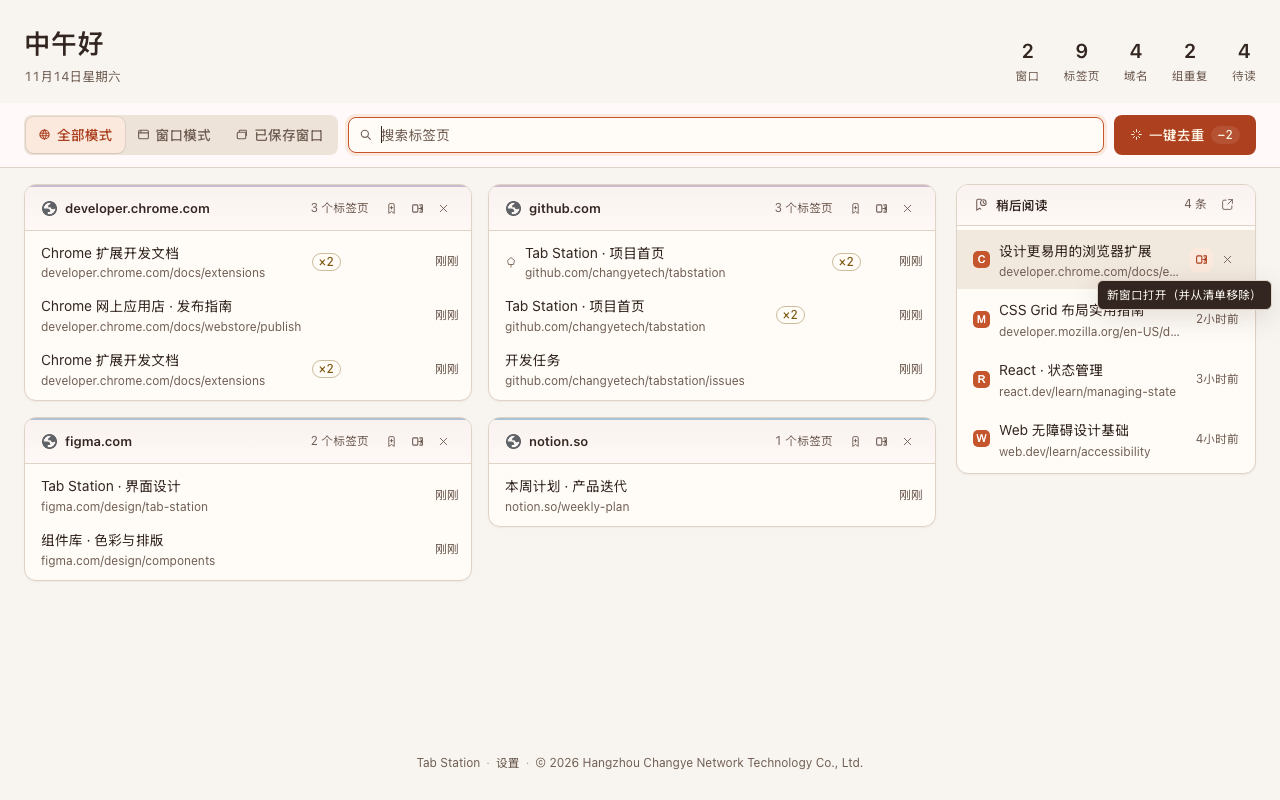 中午好
11月14日星期六
2
窗口
9
标签页
4
域名
2
组重复
4
待读
全部模式
窗口模式
已保存窗口
搜索标签页
一键去重 −2
developer.chrome.com
3 个标签页
Chrome 扩展开发文档
developer.chrome.com/docs/extensions
×2
刚刚
Chrome 网上应用店 · 发布指南
developer.chrome.com/docs/webstore/publish
刚刚
Chrome 扩展开发文档
developer.chrome.com/docs/extensions
×2
刚刚
github.com
3 个标签页
Tab Station · 项目首页
github.com/changyetech/tabstation
×2
刚刚
Tab Station · 项目首页
github.com/changyetech/tabstation
×2
刚刚
开发任务
github.com/changyetech/tabstation/issues
刚刚
figma.com
2 个标签页
Tab Station · 界面设计
figma.com/design/tab-station
刚刚
组件库 · 色彩与排版
figma.com/design/components
刚刚
notion.so
1 个标签页
本周计划 · 产品迭代
notion.so/weekly-plan
刚刚
稍后阅读
4 条
C
设计更易用的浏览器扩展
developer.chrome.com/docs/e...
新窗口打开（并从清单移除）
M
CSS Grid 布局实用指南
developer.mozilla.org/en-US/d...
2小时前
R
React · 状态管理
react.dev/learn/managing-state
3小时前
W
Web 无障碍设计基础
web.dev/learn/accessibility
4小时前
Tab Station · 设置 · © 2026 Hangzhou Changye Network Technology Co., Ltd.